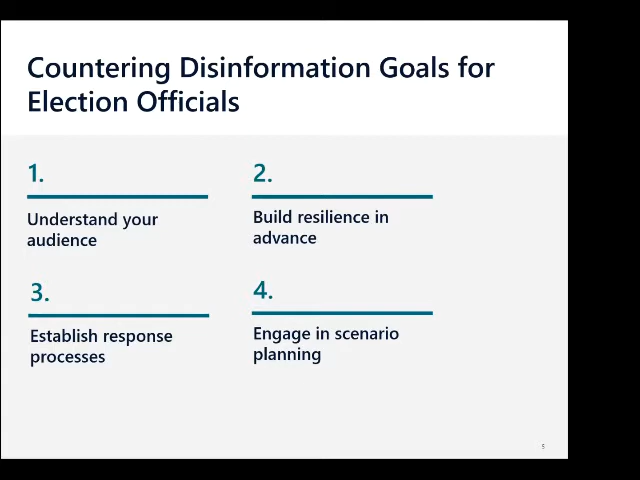 Countering Disinformation Goals for
Election Officials
1.
Understand your
audience
2.
Build resilience in
advance
3.
Establish response
processes
4.
Engage in scenario
planning
5